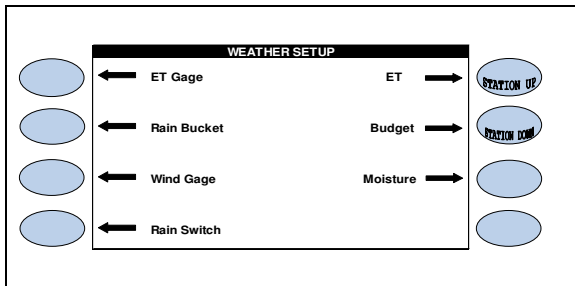 WEATHER SETUP
ET Gage ET STATION UP
Rain Bucket Budget STATION DOWN
Wind Gage Moisture
Rain Switch